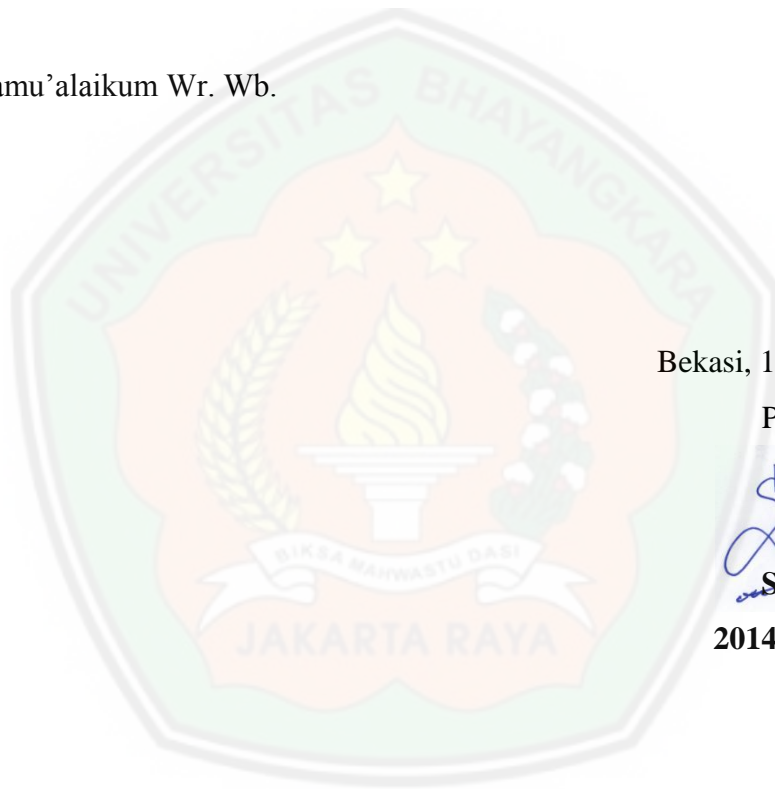 amu’alaikum Wr. Wb.
UNIVERSITAS BHAYANGKARA
Bekasi, 1
P
BIKSA MAHWASTU DASI
S
2014
JAKARTA RAYA